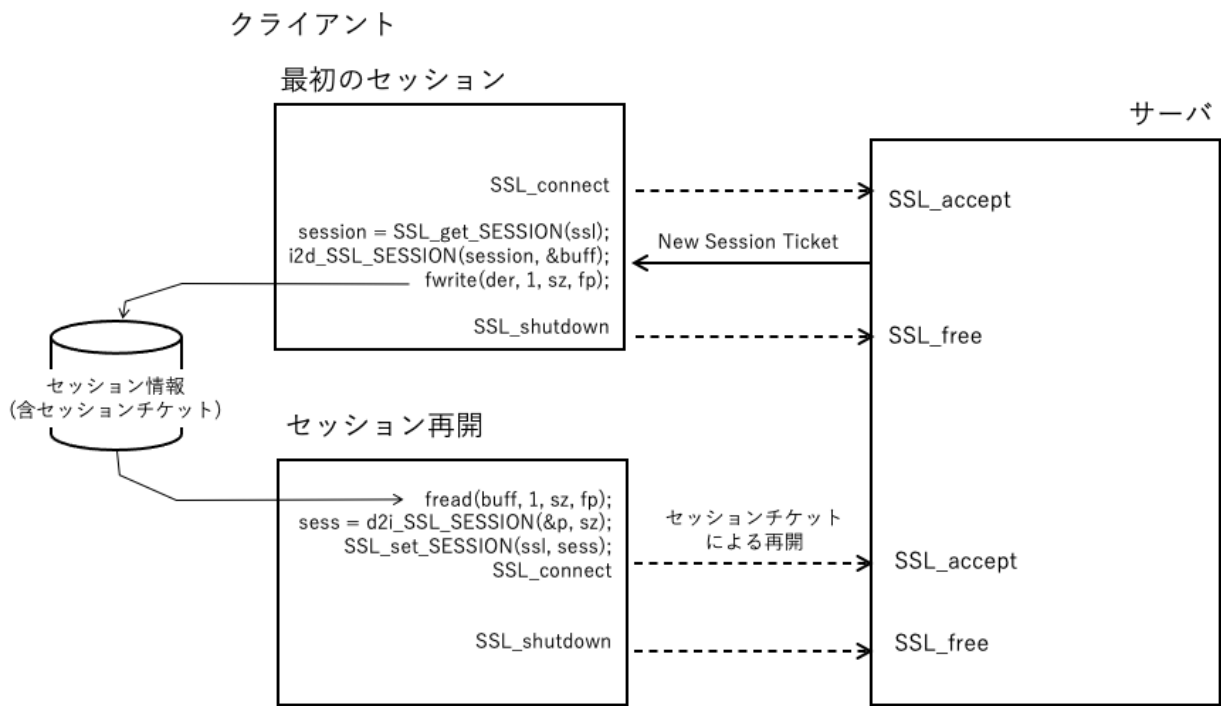 クライアント
最初のセッション
サーバ
SSL_connect
SSL_accept
session = SSL_get_SESSION(ssl);
i2d_SSL_SESSION(session, &buff);
fwrite(der, 1, sz, fp);
New Session Ticket
SSL_shutdown
SSL_free
セッション情報
(含セッションチケット)
セッション再開
fread(buff, 1, sz, fp);
sess = d2i_SSL_SESSION(&p, sz);
SSL_set_SESSION(ssl, sess);
SSL_connect
セッションチケット
による再開
SSL_accept
SSL_shutdown
SSL_free